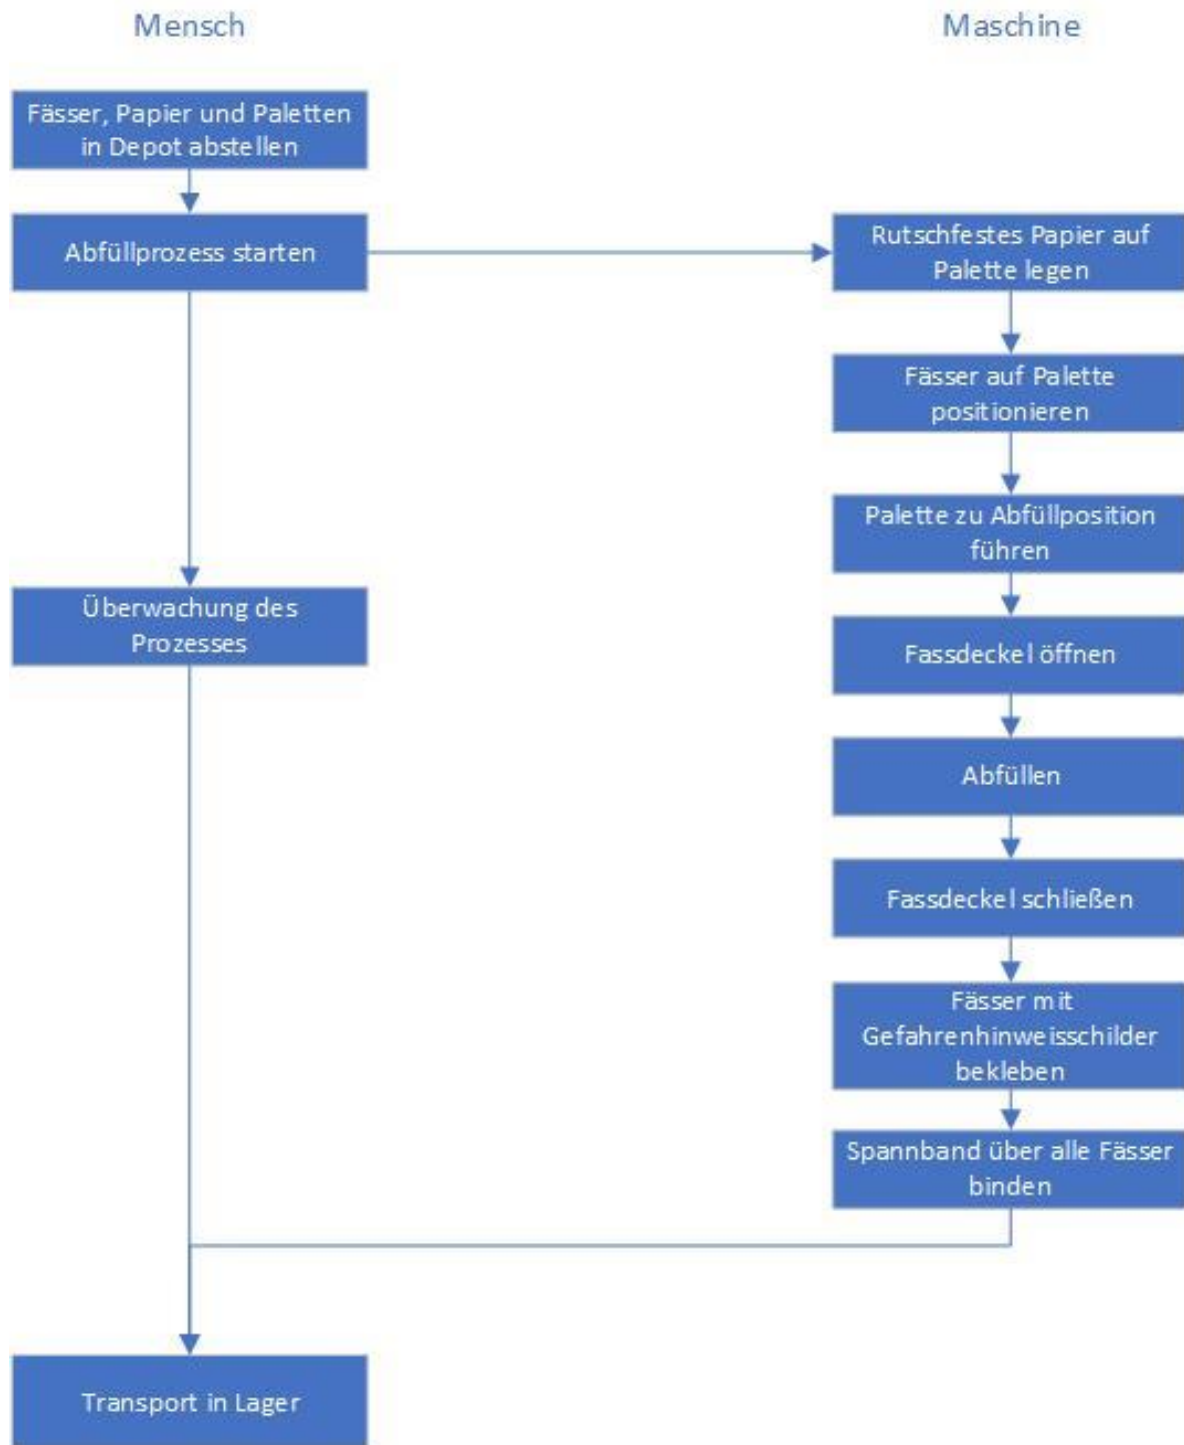 Mensch
Maschine
Fässer, Papier und Paletten
in Depot abstellen
Abfüllprozess starten
Rutschfestes Papier auf
Palette legen
Fässer auf Palette
positionieren
Palette zu Abfüllposition
führen
Überwachung des
Prozesses
Fassdeckel öffnen
Abfüllen
Fassdeckel schließen
Fässer mit
Gefahrenhinweisschilder
bekleben
Spannband über alle Fässer
binden
Transport in Lager